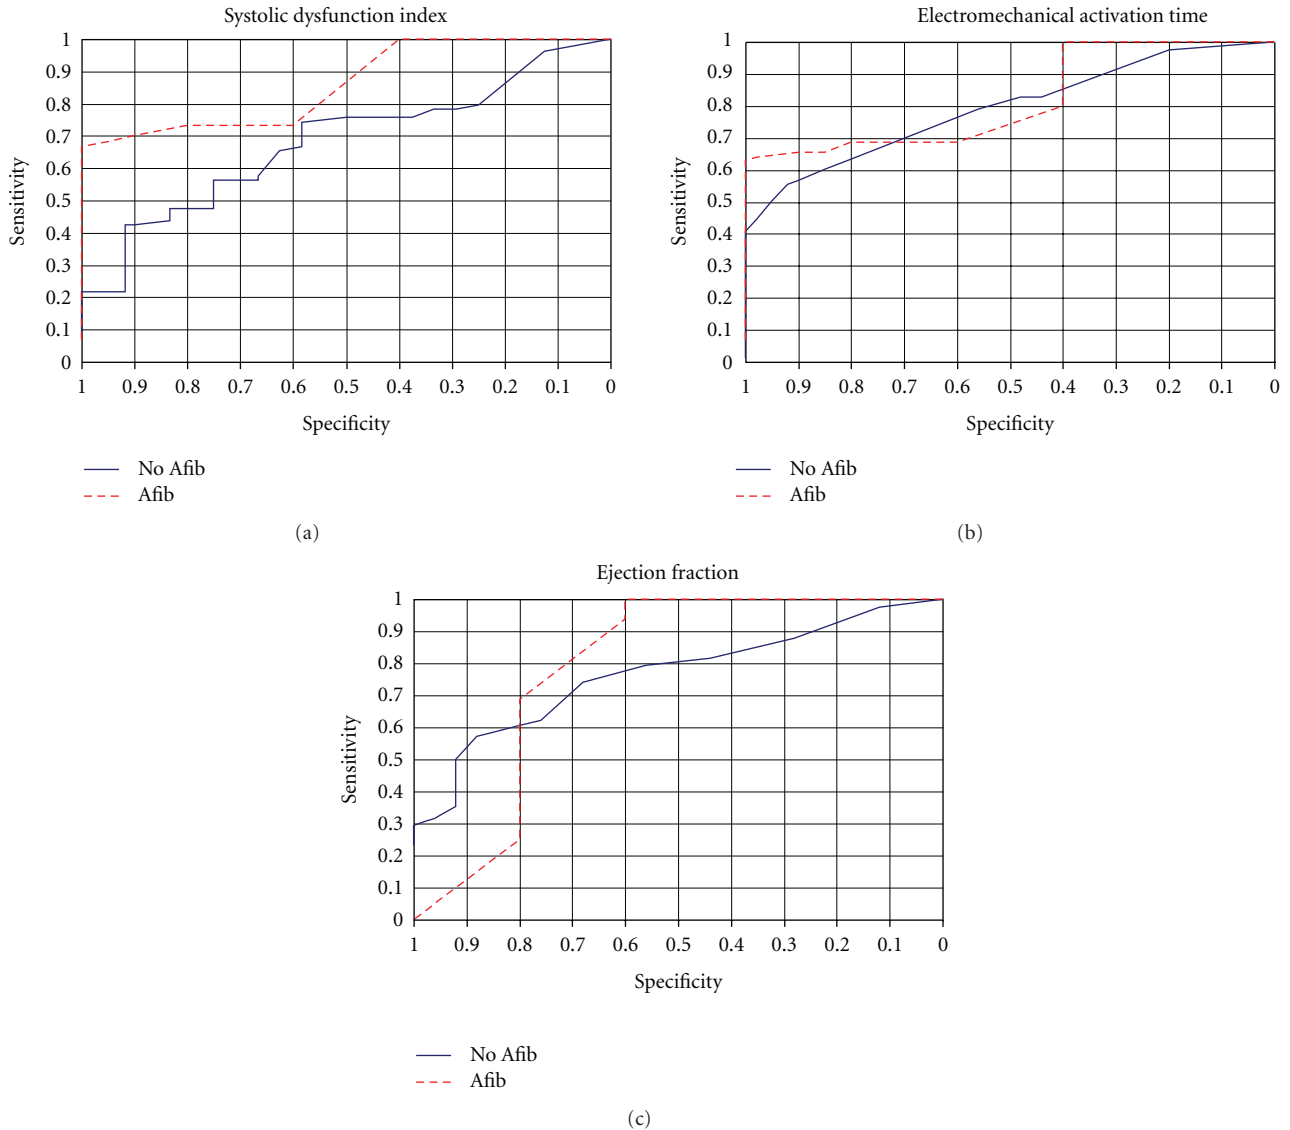 Systolic dysfunction index
1
0.9
0.8
0.7
0.6
0.5
0.4
0.3
0.2
0.1
0
Sensitivity
1 0.9 0.8 0.7 0.6 0.5 0.4 0.3 0.2 0.1 0
Specificity
No Afib
Afib
(a)
Electromechanical activation time
1
0.9
0.8
0.7
0.6
0.5
0.4
0.3
0.2
0.1
0
Sensitivity
1 0.9 0.8 0.7 0.6 0.5 0.4 0.3 0.2 0.1 0
Specificity
No Afib
Afib
(b)
Ejection fraction
1
0.9
0.8
0.7
0.6
0.5
0.4
0.3
0.2
0.1
0
Sensitivity
1 0.9 0.8 0.7 0.6 0.5 0.4 0.3 0.2 0.1 0
Specificity
No Afib
Afib
(c)